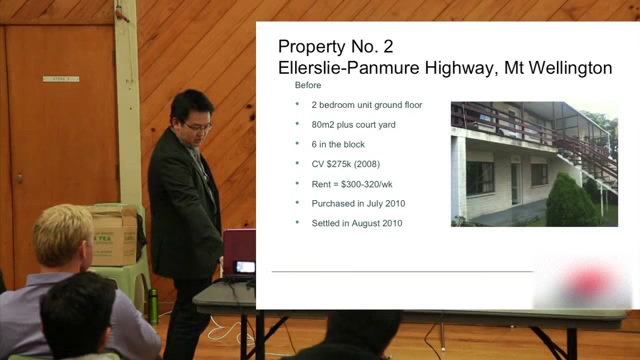 Property No. 2
Ellerslie-Panmure Highway, Mt Wellington
Before
• 2 bedroom unit ground floor
• 80m2 plus court yard
• 6 in the block
• CV $275k (2008)
• Rent = $300-320/wk
• Purchased in July 2010
• Settled in August 2010
TEA